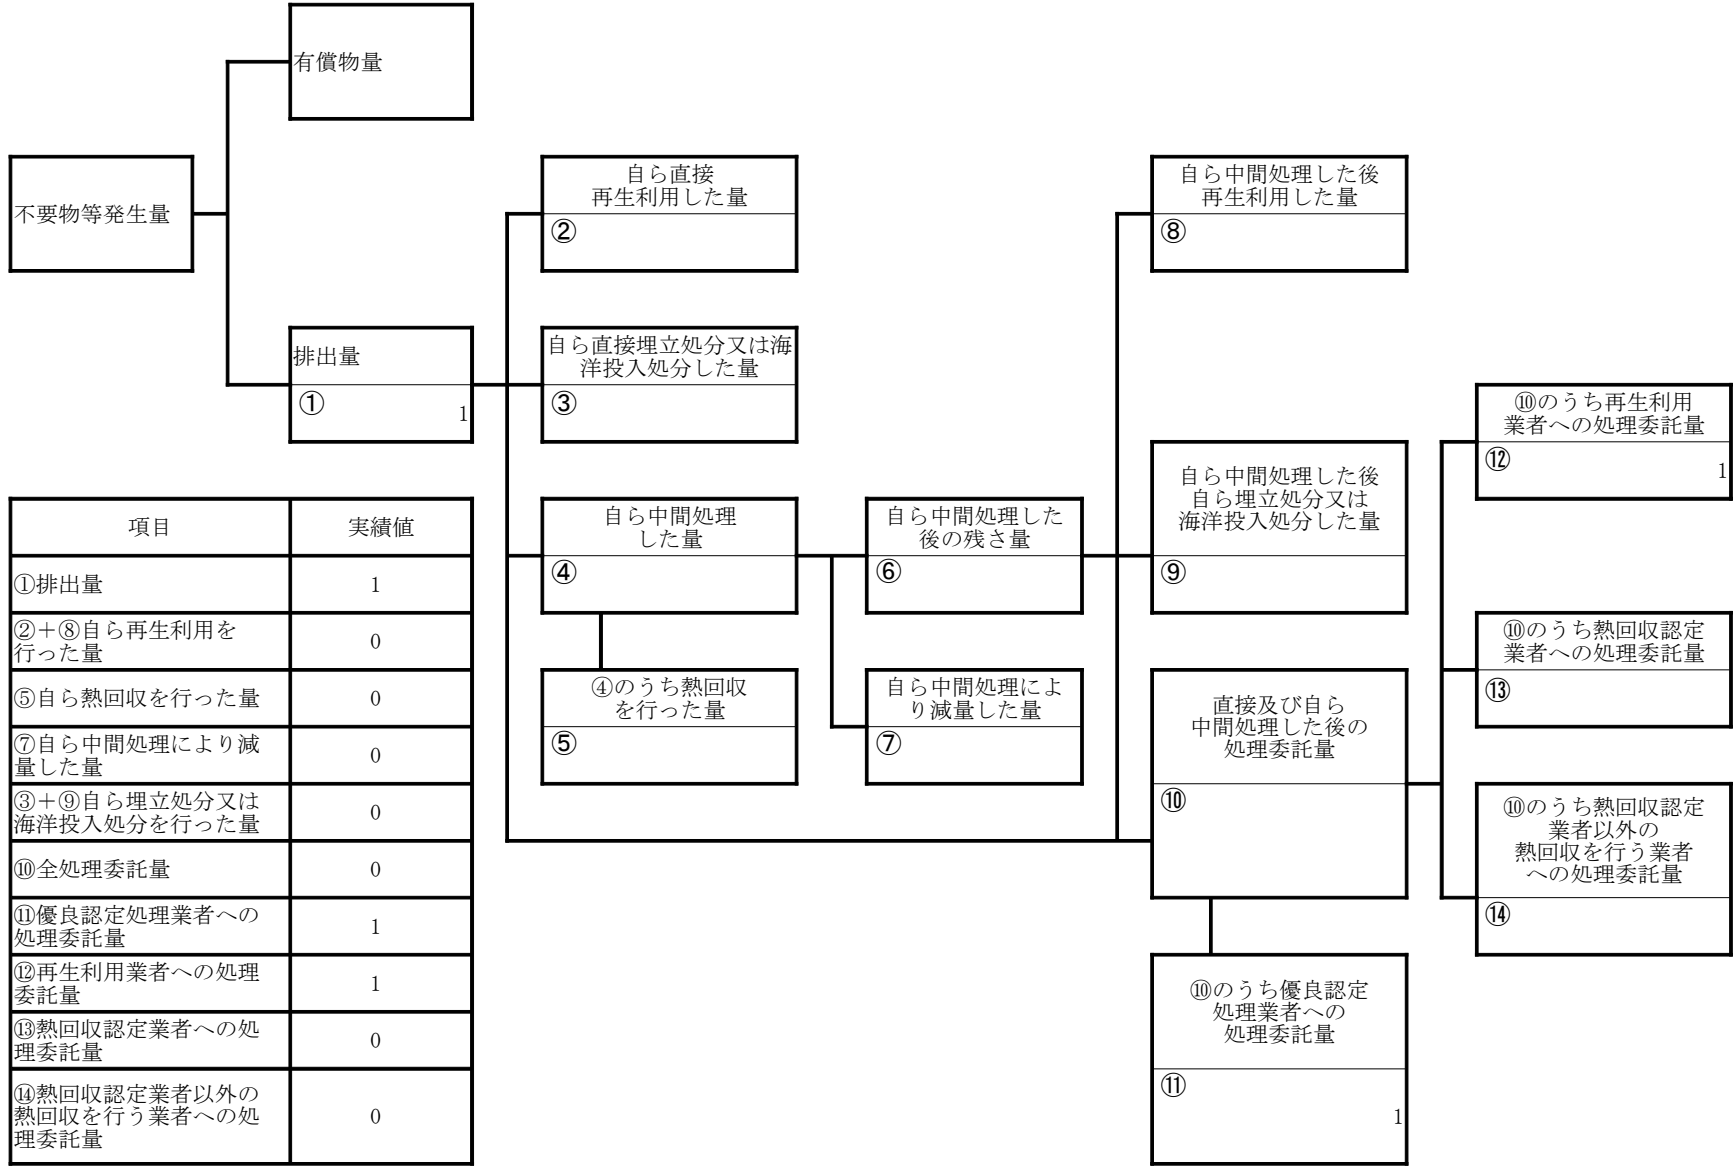 有償物量
不要物等発生量
自ら直接
再生利用した量
②
自ら中間処理した後
再生利用した量
⑧
排出量
①
1
自ら直接埋立処分又は海
洋投入処分した量
③
⑩のうち再生利用
業者への処理委託量
⑫
1
自ら中間処理
した量
④
自ら中間処理した
後の残さ量
⑥
自ら中間処理した後
自ら埋立処分又は
海洋投入処分した量
⑨
⑩のうち熱回収認定
業者への処理委託量
⑬
④のうち熱回収
を行った量
⑤
自ら中間処理によ
り減量した量
⑦
直接及び自ら
中間処理した後の
処理委託量
⑩
⑩のうち熱回収認定
業者以外の
熱回収を行う業者
への処理委託量
⑭
⑩のうち優良認定
処理業者への
処理委託量
⑪
1
項目 実績値
①排出量 1
②+⑧自ら再生利用を
行った量 0
⑤自ら熱回収を行った量 0
⑦自ら中間処理により減
量した量 0
③+⑨自ら埋立処分又は
海洋投入処分を行った量 0
⑩全処理委託量 0
⑪優良認定処理業者への
処理委託量 1
⑫再生利用業者への処理
委託量 1
⑬熱回収認定業者への処
理委託量 0
⑭熱回収認定業者以外の
熱回収を行う業者への処
理委託量 0